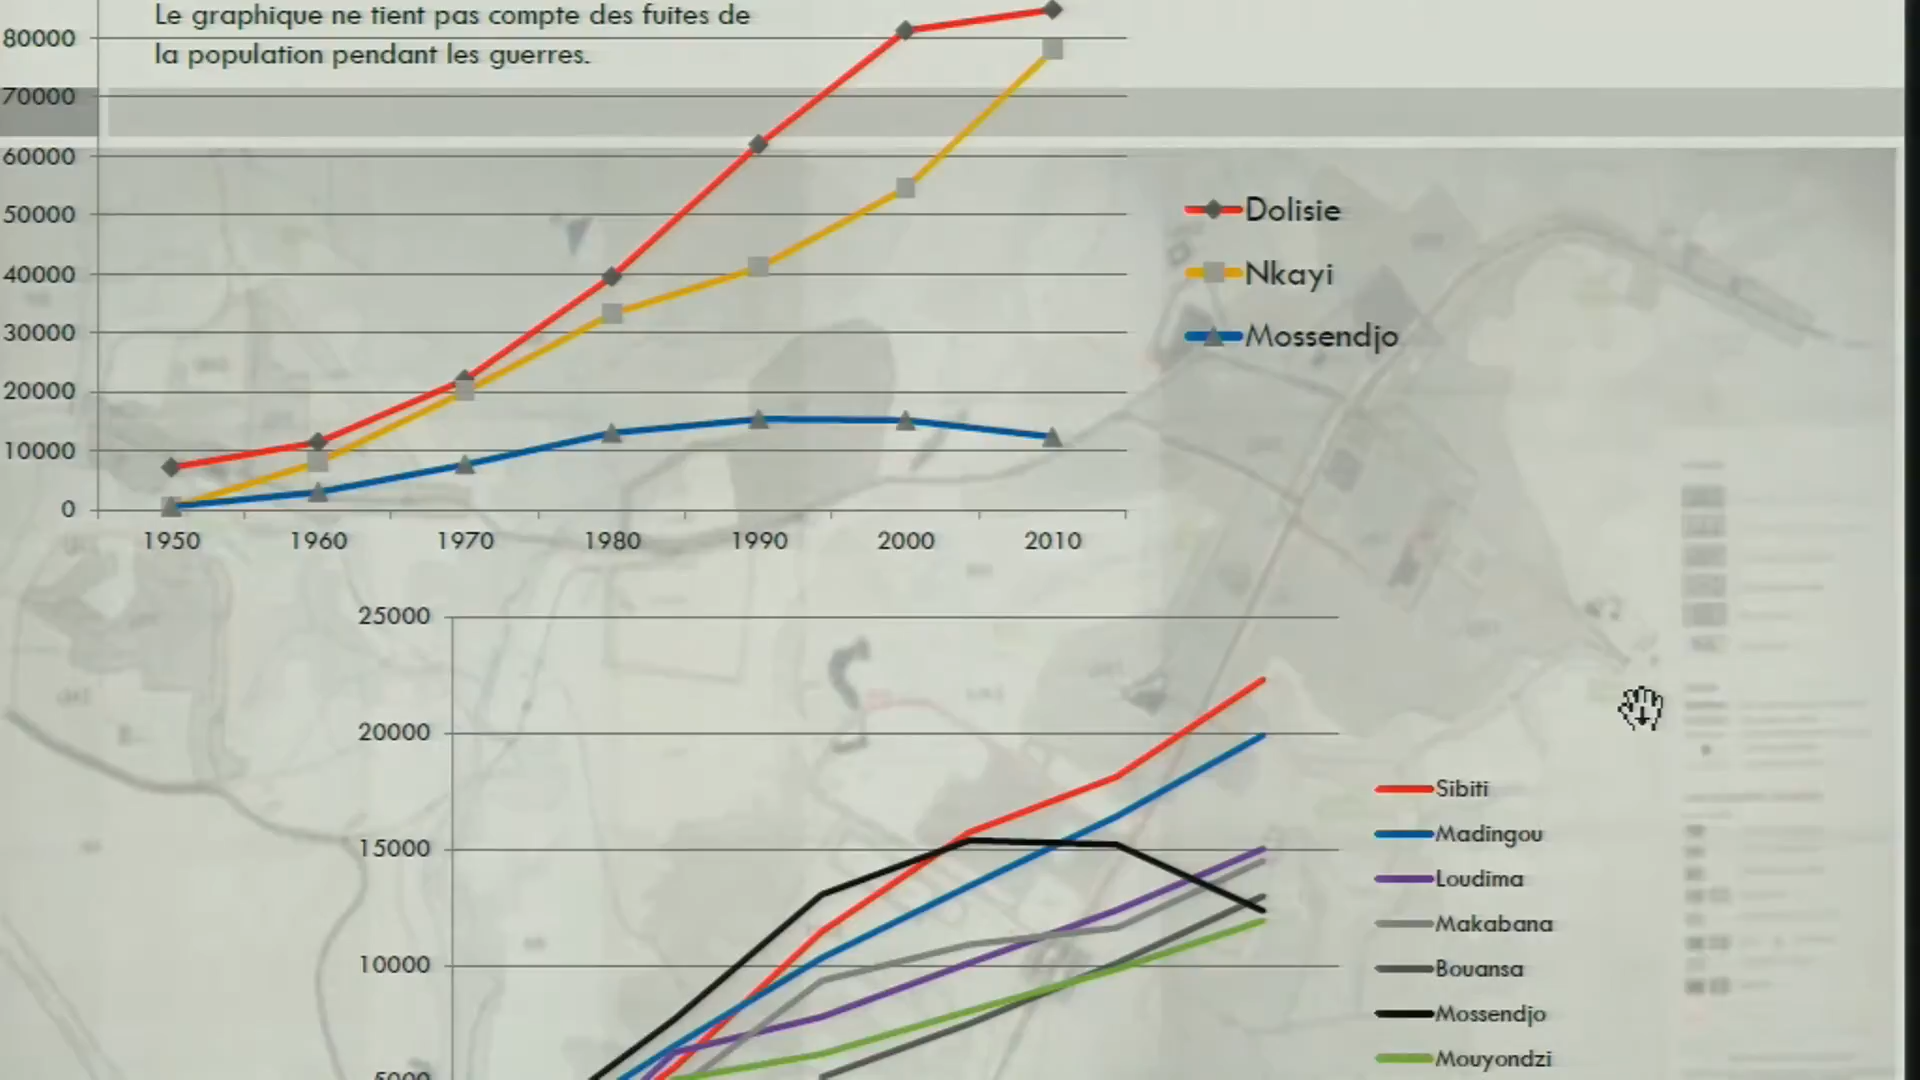 Le graphique ne tient pas compte des fuites de
la population pendant les guerres.
80000
70000
60000
50000
40000
30000
20000
10000
0
1950 1960 1970 1980 1990 2000 2010
Dolisie
Nkayi
Mossendjo
25000
20000
15000
10000
5000
Sibiti
Madingou
Loudima
Makabana
Bouansa
Mossendjo
Mouyondzi